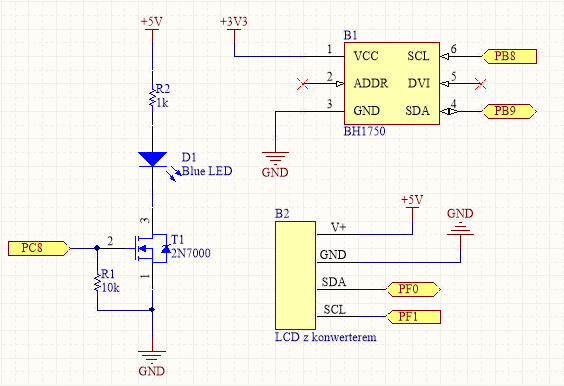 +5V
R2
1k
D1
Blue LED
3
PC8
2
T1
2N7000
R1
10k
1
GND
+3V3
B1
1
VCC
SCL
6
PB8
2
ADDR
DVI
5
3
GND
SDA
4
PB9
BH1750
GND
B2
V+
+5V
GND
GND
SDA
PF0
SCL
PF1
LCD z konwerterem